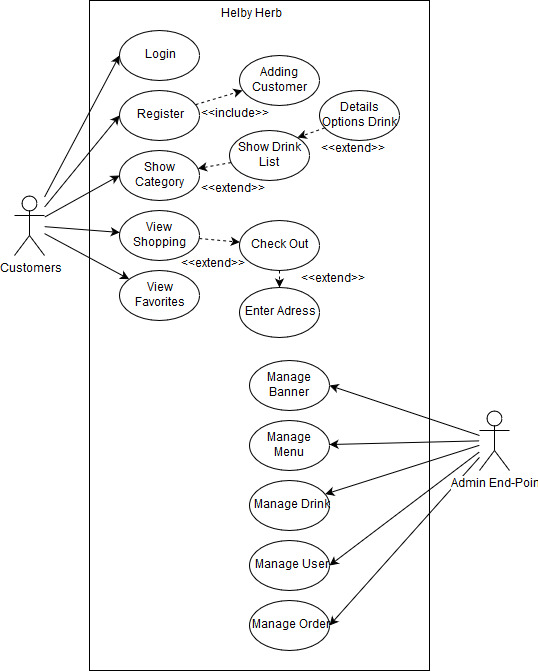 Helby Herb
Login
Adding
Customer
Register
<<include>>
Details
Options Drink
Show Drink
List
<<extend>>
Show
Category
<<extend>>
Customers
View
Shopping
Check Out
<<extend>>
<<extend>>
View
Favorites
Enter Adress
Manage
Banner
Manage
Menu
Admin End-Poin
Manage Drink
Manage User
Manage Order